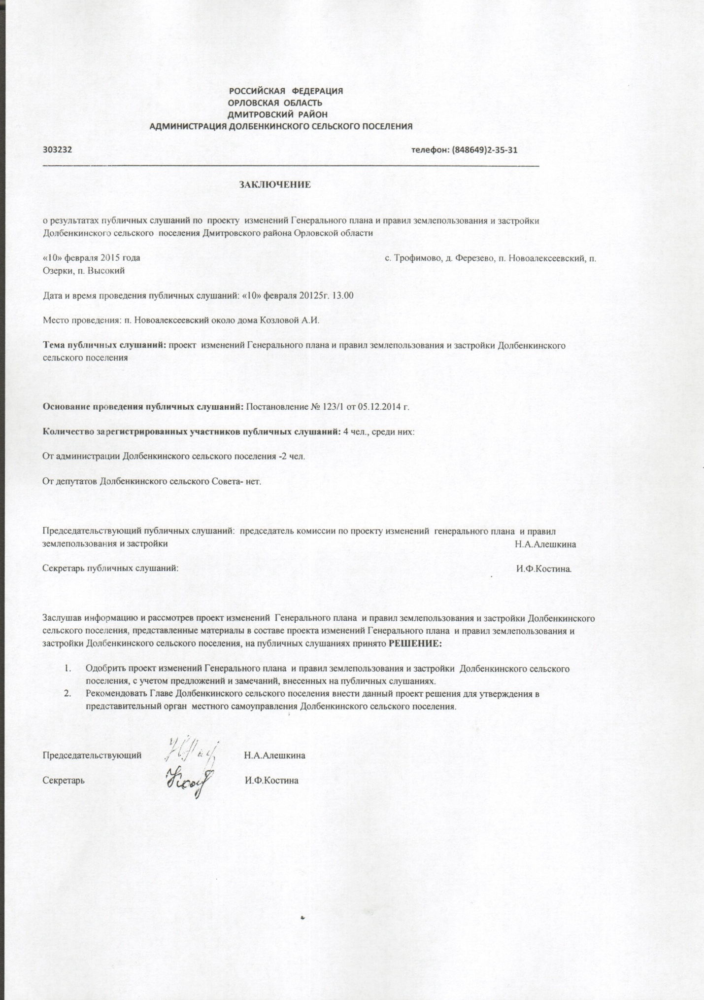 РОССИЙСКАЯ ФЕДЕРАЦИЯ
ОРЛОВСКАЯ ОБЛАСТЬ
ДМИТРОВСКИЙ РАЙОН
АДМИНИСТРАЦИЯ ДОЛБЕНКИНСКОГО СЕЛЬСКОГО ПОСЕЛЕНИЯ
303232 телефон: (848649)2-35-31
ЗАКЛЮЧЕНИЕ
о результатах публичных слушаний по проекту изменений Генерального плана и правил землепользования и застройки
Долбенкинского сельского поселения Дмитровского района Орловской области
«10» февраля 2015 года с. Трофимово, д. Ферезево, п. Новоалексеевский, п.
Озерки, п. Высокий
Дата и время проведения публичных слушаний: «10» февраля 20125г. 13.00
Место проведения: п. Новоалексеевский около дома Козловой А.И.
Тема публичных слушаний: проект изменений Генерального плана и правил землепользования и застройки Долбенкинского
сельского поселения
Основание проведения публичных слушаний: Постановление № 123/1 от 05.12.2014 г.
Количество зарегистрированных участников публичных слушаний: 4 чел., среди них:
От администрации Долбенкинского сельского поселения -2 чел.
От депутатов Долбенкинского сельского Совета- нет.
Председательствующий публичных слушаний: председатель комиссии по проекту изменений генерального плана и правил
землепользования и застройки Н.А.Алешкина
Секретарь публичных слушаний: И.Ф.Костина.
Заслушав информацию и рассмотрев проект изменений Генерального плана и правил землепользования и застройки Долбенкинского
сельского поселения, представленные материалы в составе проекта изменений Генерального плана и правил землепользования и
застройки Долбенкинского сельского поселения, на публичных слушаниях принято РЕШЕНИЕ:
1. Одобрить проект изменений Генерального плана и правил землепользования и застройки Долбенкинского сельского
поселения, с учетом предложений и замечаний, внесенных на публичных слушаниях.
2. Рекомендовать Главе Долбенкинского сельского поселения внести данный проект решения для утверждения в
представительный орган местного самоуправления Долбенкинского сельского поселения.
Председательствующий Н.А.Алешкина
Секретарь И.Ф.Костина